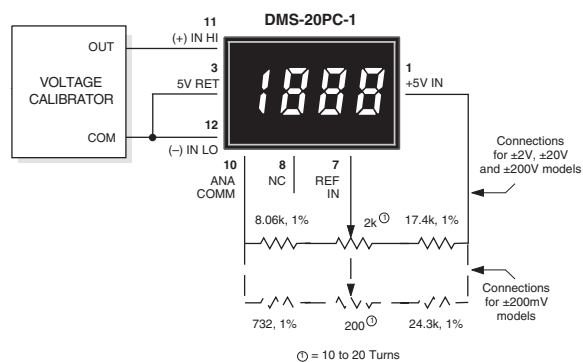 DMS-20PC-1
11
(+) IN HI
OUT
VOLTAGE
CALIBRATOR
COM
3
5V RET
12
(–) IN LO
1888
1
+5V IN
10
ANA
COMM
8
NC
7
REF
IN
Connections
for ±2V, ±20V
and ±200V models
8.06k, 1%
2k①
17.4k, 1%
Connections
for ±200mV
models
732, 1%
200①
24.3k, 1%
① = 10 to 20 Turns